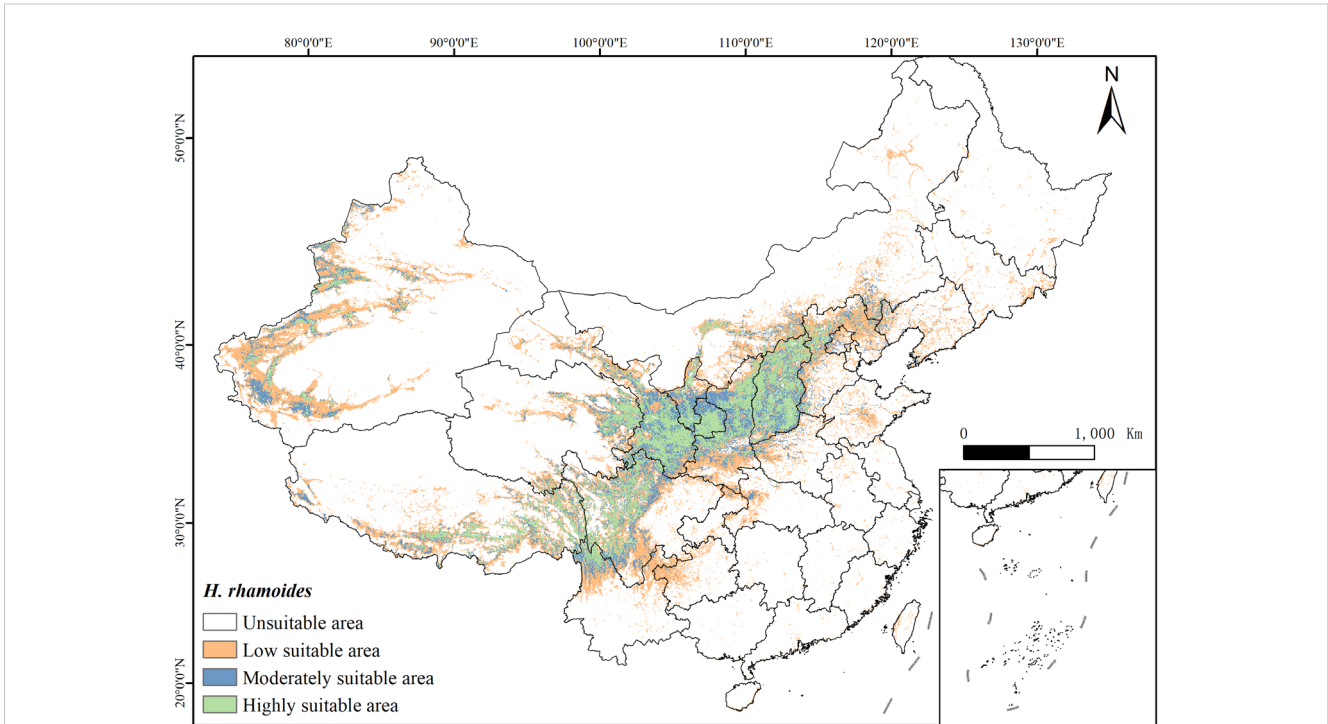 80°0'0"E 90°0'0"E 100°0'0"E 110°0'0"E 120°0'0"E 130°0'0"E
N
50°0'0"N
40°0'0"N
30°0'0"N
20°0'0"N
0 1,000 Km
H. rhamoides
Unsuitable area
Low suitable area
Moderately suitable area
Highly suitable area